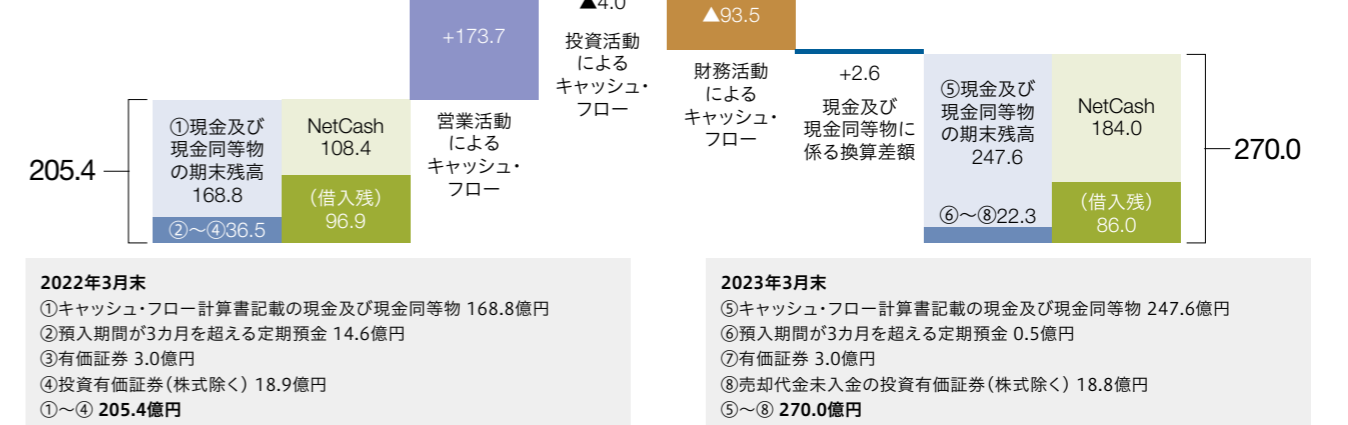 ▲4.0
投資活動
による
キャッシュ・
フロー
▲93.5
+173.7
財務活動
による
キャッシュ・
フロー
+2.6
現金及び
現金同等物に
係る換算差額
営業活動
による
キャッシュ・
フロー
205.4
①現金及び
現金同等物
の期末残高
168.8
②〜④36.5
NetCash
108.4
(借入残)
96.9
⑤現金及び
現金同等物
の期末残高
247.6
⑥〜⑧22.3
NetCash
184.0
(借入残)
86.0
270.0
2022年3月末
①キャッシュ・フロー計算書記載の現金及び現金同等物 168.8億円
②預入期間が3カ月を超える定期預金 14.6億円
③有価証券 3.0億円
④投資有価証券(株式除く) 18.9億円
①〜④ 205.4億円
2023年3月末
⑤キャッシュ・フロー計算書記載の現金及び現金同等物 247.6億円
⑥預入期間が3カ月を超える定期預金 0.5億円
⑦有価証券 3.0億円
⑧売却代金未入金の投資有価証券(株式除く) 18.8億円
⑤〜⑧ 270.0億円